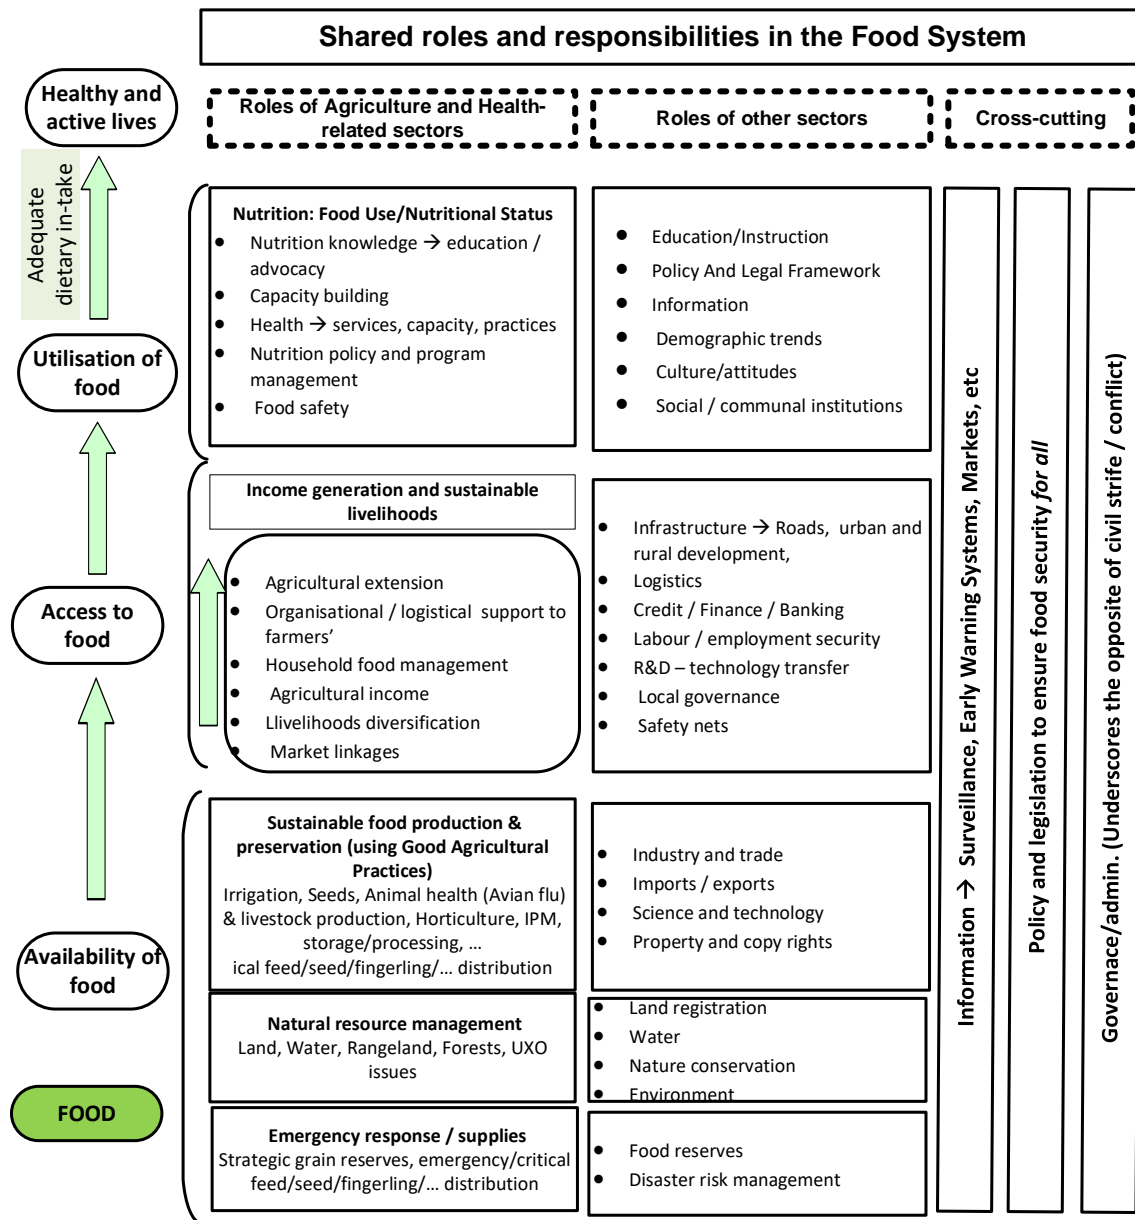 Shared roles and responsibilities in the Food System
Healthy and
active lives
Adequate
dietary in-take
Utilisation of
food
Access to
food
Availability of
food
FOOD
Roles of Agriculture and Health-
related sectors
Roles of other sectors
Cross-cutting
Nutrition: Food Use/Nutritional Status
● Nutrition knowledge → education /
advocacy
● Capacity building
● Health → services, capacity, practices
● Nutrition policy and program
management
● Food safety
● Education/Instruction
● Policy And Legal Framework
● Information
● Demographic trends
● Culture/attitudes
● Social / communal institutions
Income generation and sustainable
livelihoods
● Agricultural extension
● Organisational / logistical support to
farmers’
● Household food management
● Agricultural income
● Llivelihoods diversification
● Market linkages
● Infrastructure → Roads, urban and
rural development,
● Logistics
● Credit / Finance / Banking
● Labour / employment security
● R&D – technology transfer
● Local governance
● Safety nets
Sustainable food production &
preservation (using Good Agricultural
Practices)
Irrigation, Seeds, Animal health (Avian flu)
& livestock production, Horticulture, IPM,
storage/processing, …
ical feed/seed/fingerling/… distribution
● Industry and trade
● Imports / exports
● Science and technology
● Property and copy rights
Natural resource management
Land, Water, Rangeland, Forests, UXO
issues
● Land registration
● Water
● Nature conservation
● Environment
Emergency response / supplies
Strategic grain reserves, emergency/critical
feed/seed/fingerling/… distribution
● Food reserves
● Disaster risk management
Information → Surveillance, Early Warning Systems, Markets, etc
Policy and legislation to ensure food security for all
Governace/admin. (Underscores the opposite of civil strife / conflict)